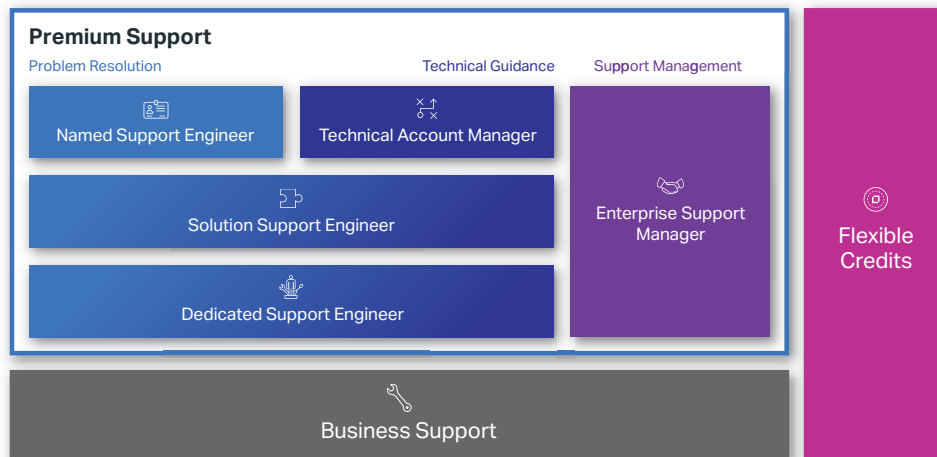 Premium Support
Problem Resolution
Technical Guidance
Support Management
Named Support Engineer
Technical Account Manager
Solution Support Engineer
Dedicated Support Engineer
Enterprise Support
Manager
Flexible
Credits
Business Support